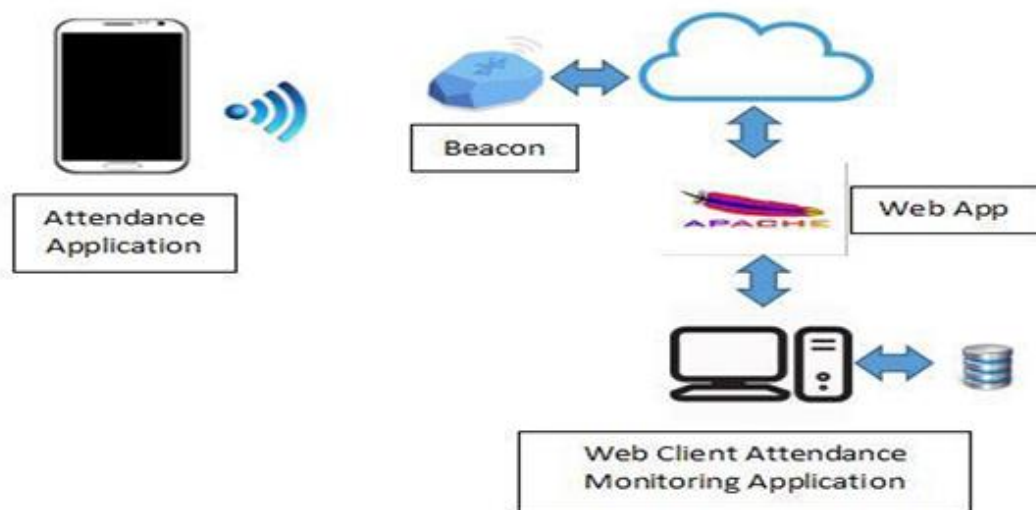 Beacon
Attendance
Application
APACHE
Web App
Web Client Attendance
Monitoring Application